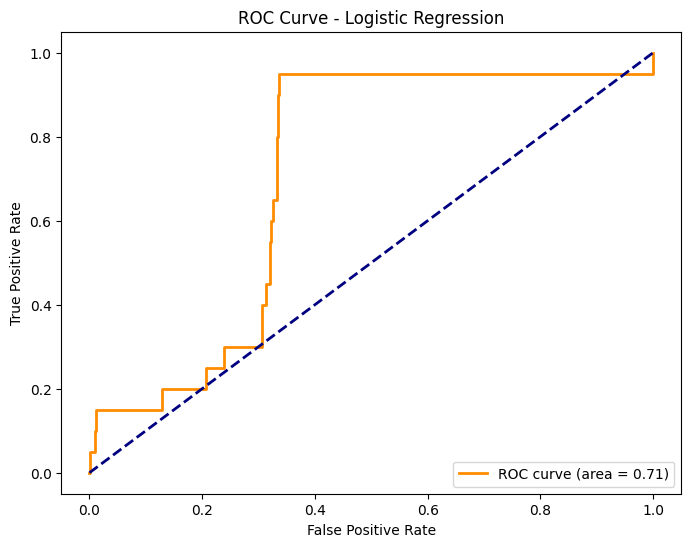 ROC Curve - Logistic Regression
True Positive Rate
1.0
0.8
0.6
0.4
0.2
0.0
0.0 0.2 0.4 0.6 0.8 1.0
False Positive Rate
ROC curve (area = 0.71)